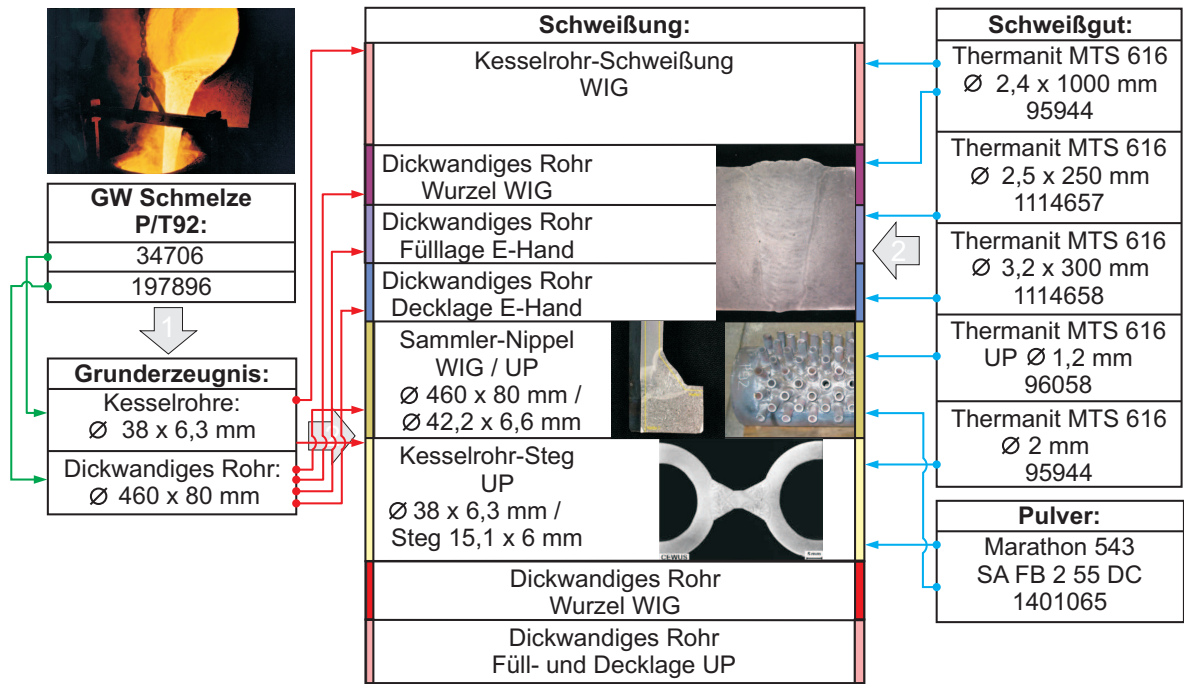 GW Schmelze
P/T92:
34706
197896
1
Grunderzeugnis:
Kesselrohre:
Ø 38 x 6,3 mm
Dickwandiges Rohr:
Ø 460 x 80 mm
Schweißung:
Kesselrohr-Schweißung
WIG
Dickwandiges Rohr
Wurzel WIG
Dickwandiges Rohr
Fülllage E-Hand
Dickwandiges Rohr
Decklage E-Hand
Sammler-Nippel
WIG / UP
Ø 460 x 80 mm /
Ø 42,2 x 6,6 mm
Kesselrohr-Steg
UP
Ø 38 x 6,3 mm /
Steg 15,1 x 6 mm
CEWUS
Dickwandiges Rohr
Wurzel WIG
Dickwandiges Rohr
Füll- und Decklage UP
2
Schweißgut:
Thermanit MTS 616
Ø 2,4 x 1000 mm
95944
Thermanit MTS 616
Ø 2,5 x 250 mm
1114657
Thermanit MTS 616
Ø 3,2 x 300 mm
1114658
Thermanit MTS 616
UP Ø 1,2 mm
96058
Thermanit MTS 616
Ø 2 mm
95944
Pulver:
Marathon 543
SA FB 2 55 DC
1401065